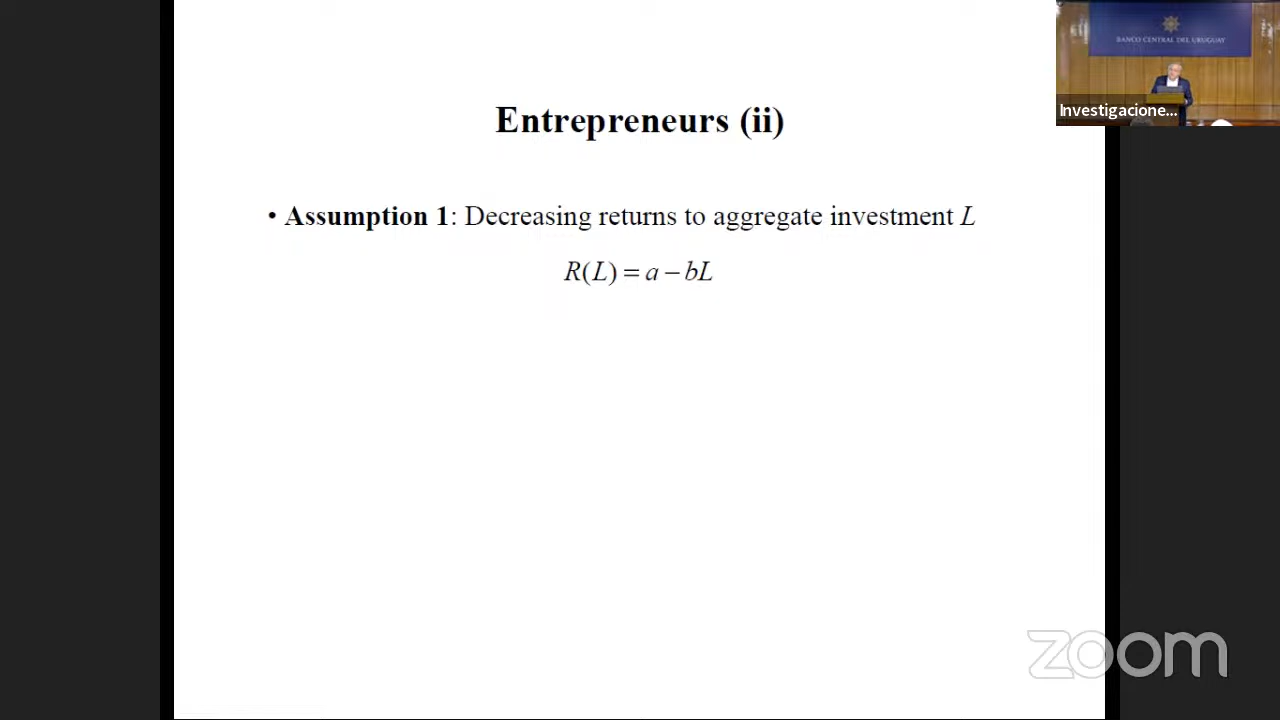 BANCO CENTRAL DEL URUGUAY
Investigacione...
Entrepreneurs (ii)
• Assumption 1: Decreasing returns to aggregate investment L
R(L) = a − bL
zoom